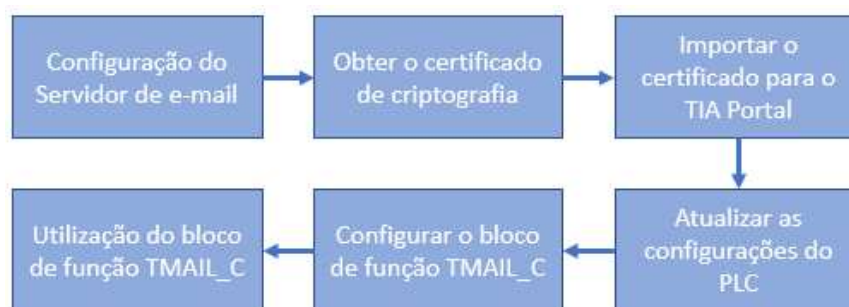 Configuração do
Servidor de e-mail
Obter o certificado
de criptografia
Importar o
certificado para o
TIA Portal
Atualizar as
configurações do
PLC
Configurar o bloco
de função TMAIL_C
Utilização do bloco
de função TMAIL_C